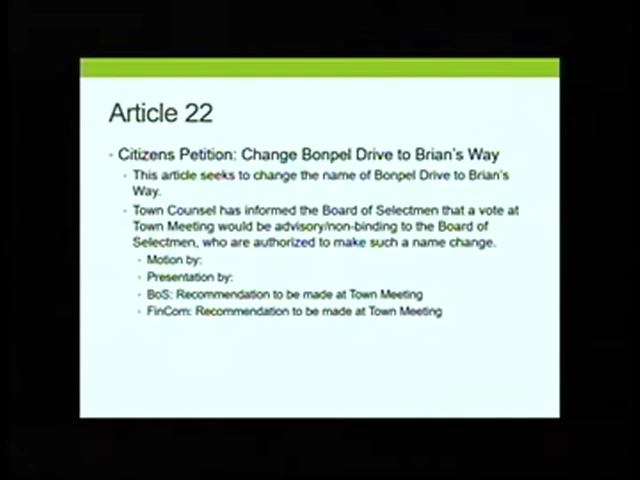 Article 22
Citizens Petition: Change Bonpel Drive to Brian's Way
This article seeks to change the name of Bonpel Drive to Brian's
Way.
Town Counsel has informed the Board of Selectmen that a vote at
Town Meeting would be advisory/non-binding to the Board of
Selectmen, who are authorized to make such a name change.
Motion by:
Presentation by:
BoS: Recommendation to be made at Town Meeting
FinCom: Recommendation to be made at Town Meeting